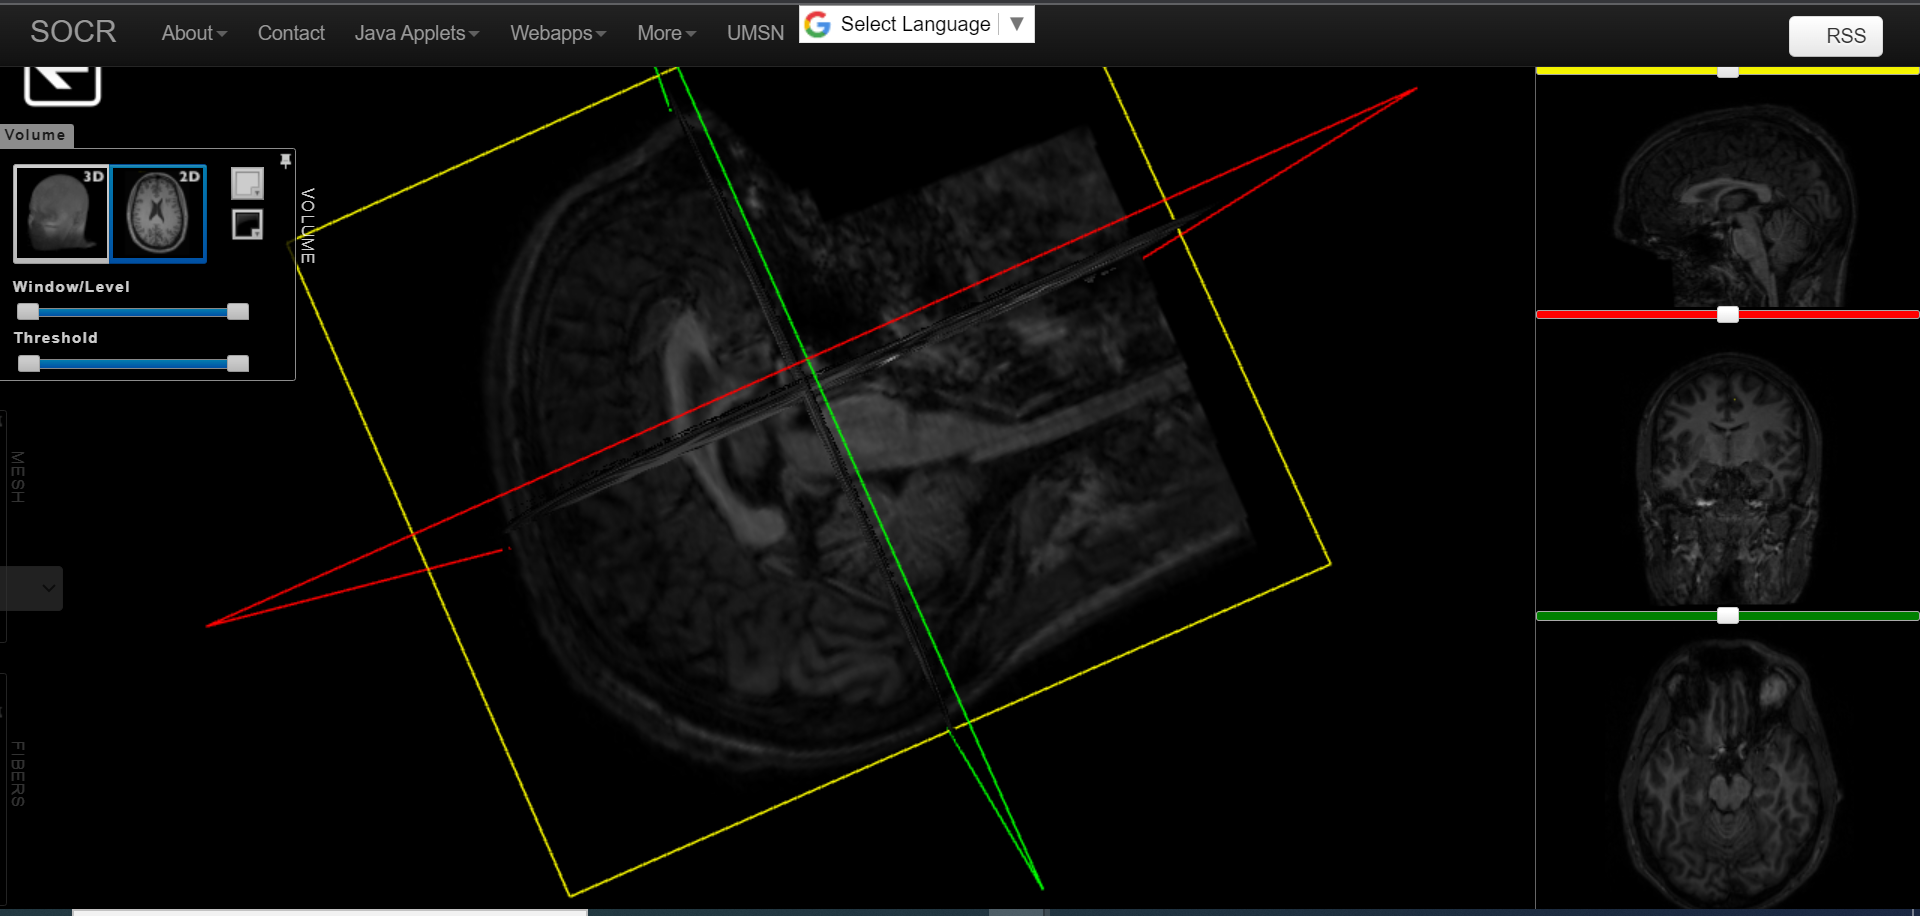 SOCR About Contact Java Applets Webapps More UMSN Select Language ▼ RSS
Volume
3D 2D
VOLUME
Window/Level
Threshold
MESH
FIBERS